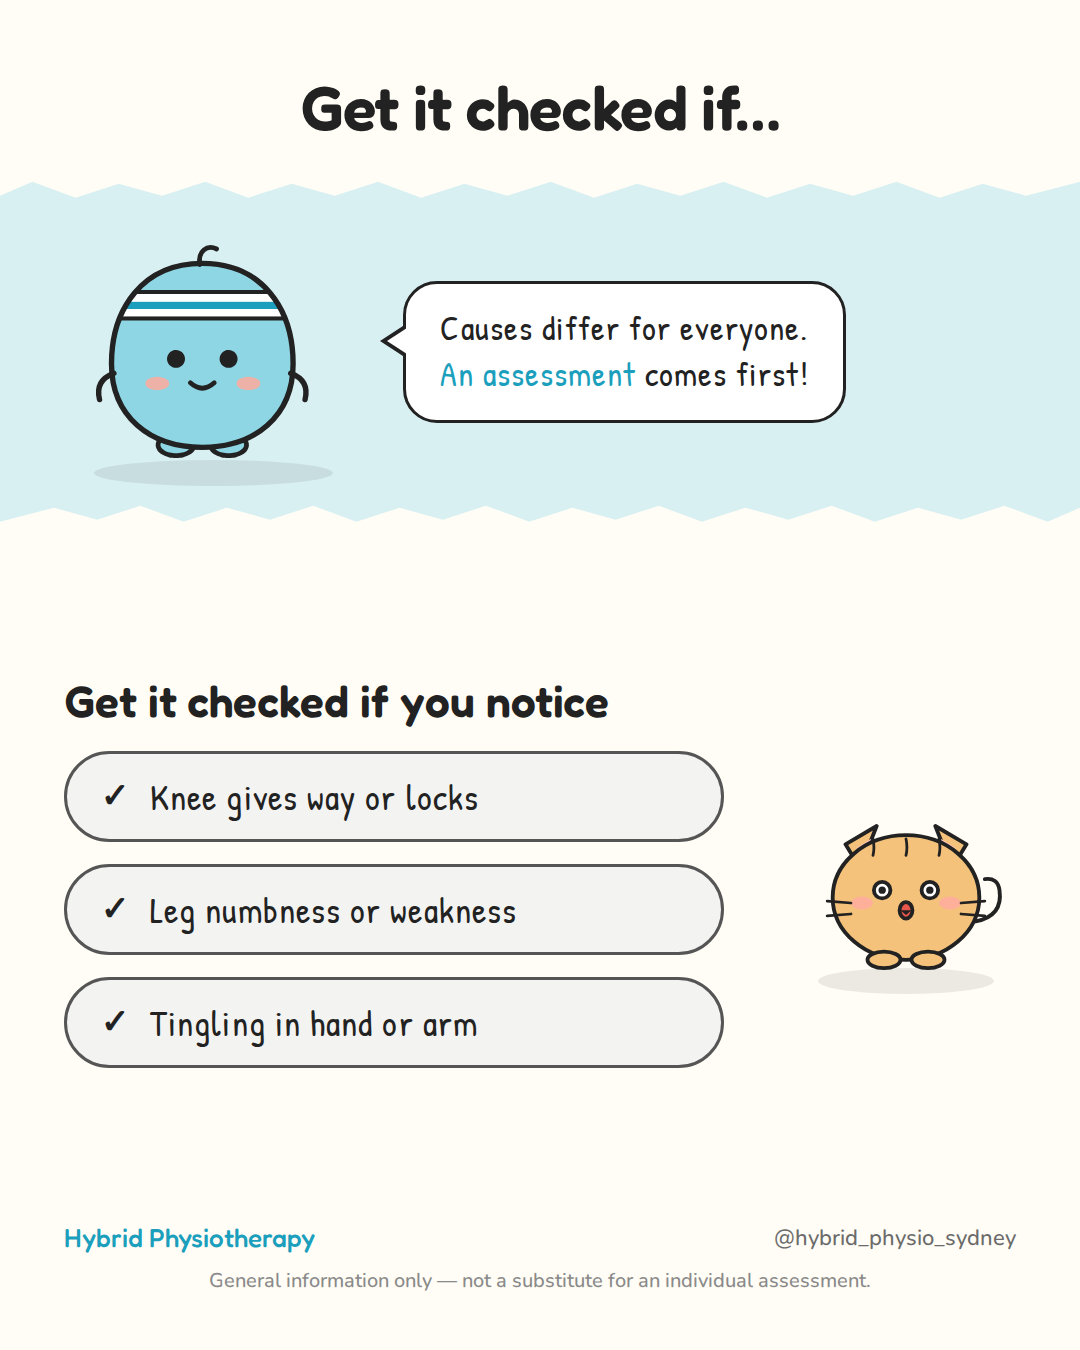 Get it checked if...
Causes differ for everyone.
An assessment comes first!
Get it checked if you notice
✓ Knee gives way or locks
✓ Leg numbness or weakness
✓ Tingling in hand or arm
Hybrid Physiotherapy
@hybrid_physio_sydney
General information only — not a substitute for an individual assessment.